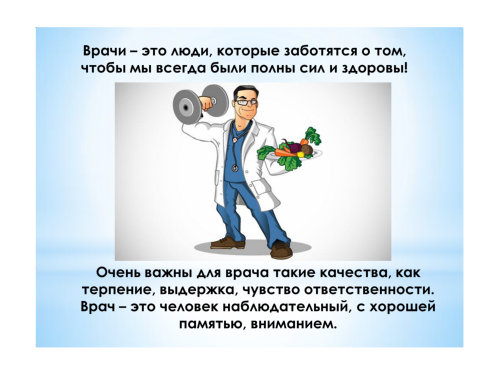 Врачи – это люди, которые заботятся о том,
чтобы мы всегда были полны сил и здоровы!
Очень важны для врача такие качества, как
терпение, выдержка, чувство ответственности.
Врач – это человек наблюдательный, с хорошей
памятью, вниманием.